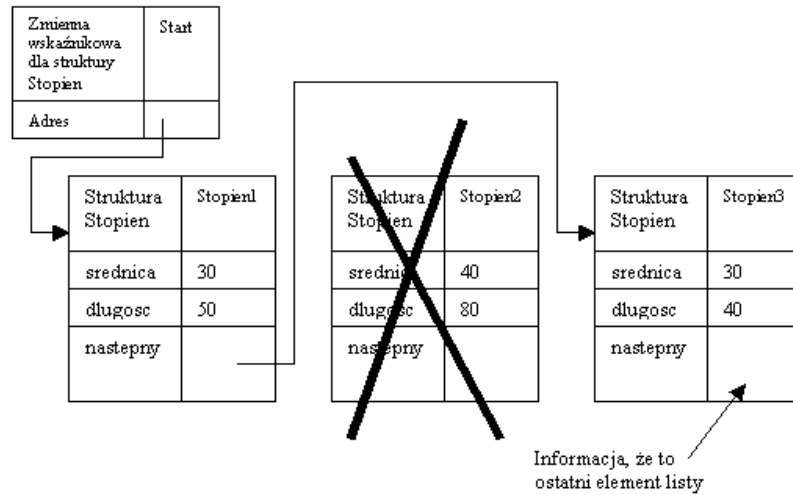 Zmienna
wskaźnikowa
dla struktury
Stopien
Start
Adres
Struktura
Stopien
Stopien1
srednica
30
dlugosc
50
nastepny
Struktura
Stopien
Stopien2
srednica
40
dlugosc
80
nastepny
Struktura
Stopien
Stopien3
srednica
30
dlugosc
40
nastepny
Informacja, że to
ostatni element listy